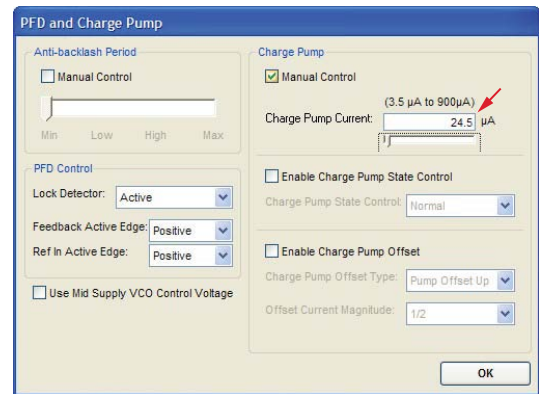 PFD and Charge Pump
Anti-backlash Period
Manual Control
Min Low High Max
PFD Control
Lock Detector: Active
Feedback Active Edge: Positive
Ref In Active Edge: Positive
Use Mid Supply VCO Control Voltage
Charge Pump
Manual Control
(3.5 µA to 900µA)
Charge Pump Current: 24.5 µA
Enable Charge Pump State Control
Charge Pump State Control: Normal
Enable Charge Pump Offset
Charge Pump Offset Type: Pump Offset Up
Offset Current Magnitude: 1/2
OK